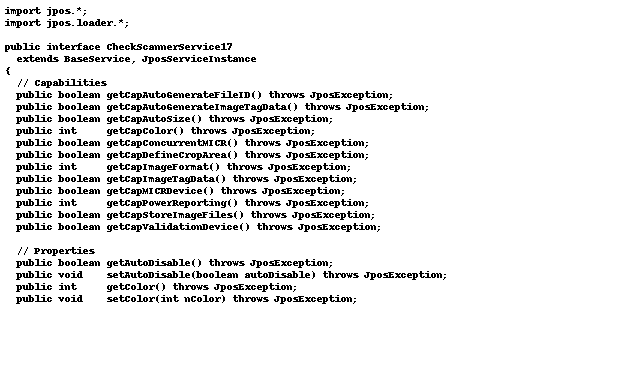 import jpos.*;
import jpos.loader.*;

public interface CheckScannerService17
  extends BaseService, JposServiceInstance
{
  // Capabilities
  public boolean getCapAutoGenerateFileID() throws JposException;
  public boolean getCapAutoGenerateImageTagData() throws JposException;
  public boolean getCapAutoSize() throws JposException;
  public int     getCapColor() throws JposException;
  public boolean getCapConcurrentMICR() throws JposException;
  public boolean getCapDefineCropArea() throws JposException;
  public int     getCapImageFormat() throws JposException;
  public boolean getCapImageTagData() throws JposException;
  public boolean getCapMICRDevice() throws JposException;
  public int     getCapPowerReporting() throws JposException;
  public boolean getCapStoreImageFiles() throws JposException;
  public boolean getCapValidationDevice() throws JposException;

  // Properties
  public boolean getAutoDisable() throws JposException;
  public void    setAutoDisable(boolean autoDisable) throws JposException;
  public int     getColor() throws JposException;
  public void    setColor(int nColor) throws JposException;